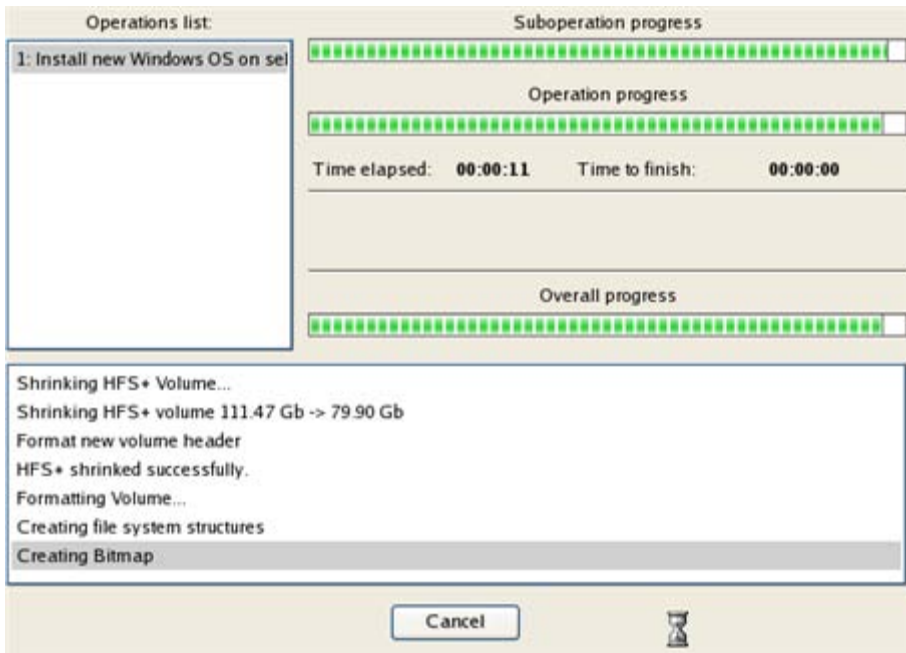 Operations list:
1: Install new Windows OS on sel
Suboperation progress
Operation progress
Time elapsed: 00:00:11 Time to finish: 00:00:00
Overall progress
Shrinking HFS+ Volume...
Shrinking HFS+ volume 111.47 Gb -> 79.90 Gb
Format new volume header
HFS+ shrinked successfully.
Formatting Volume...
Creating file system structures
Creating Bitmap
Cancel